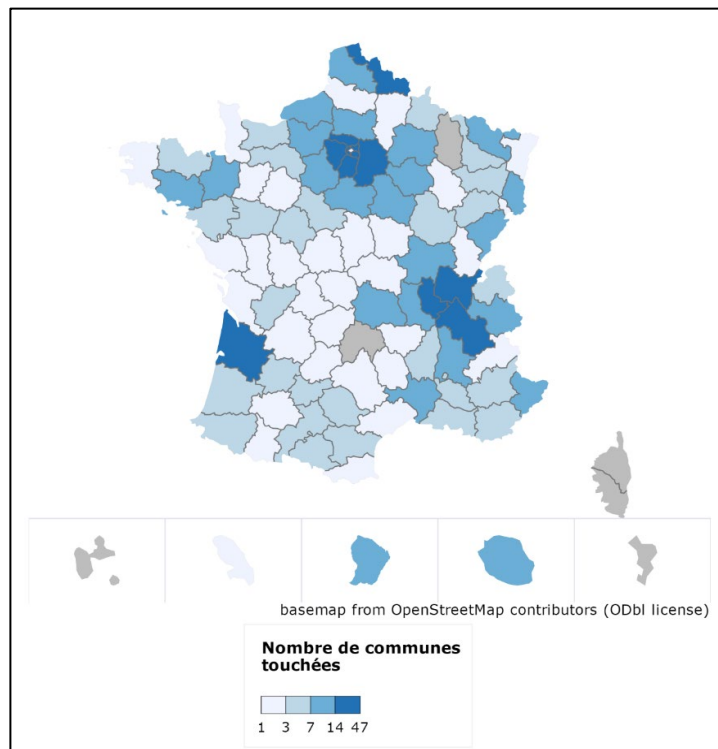 basemap from OpenStreetMap contributors (ODbl license)
Nombre de communes
touchées
1 3 7 14 47